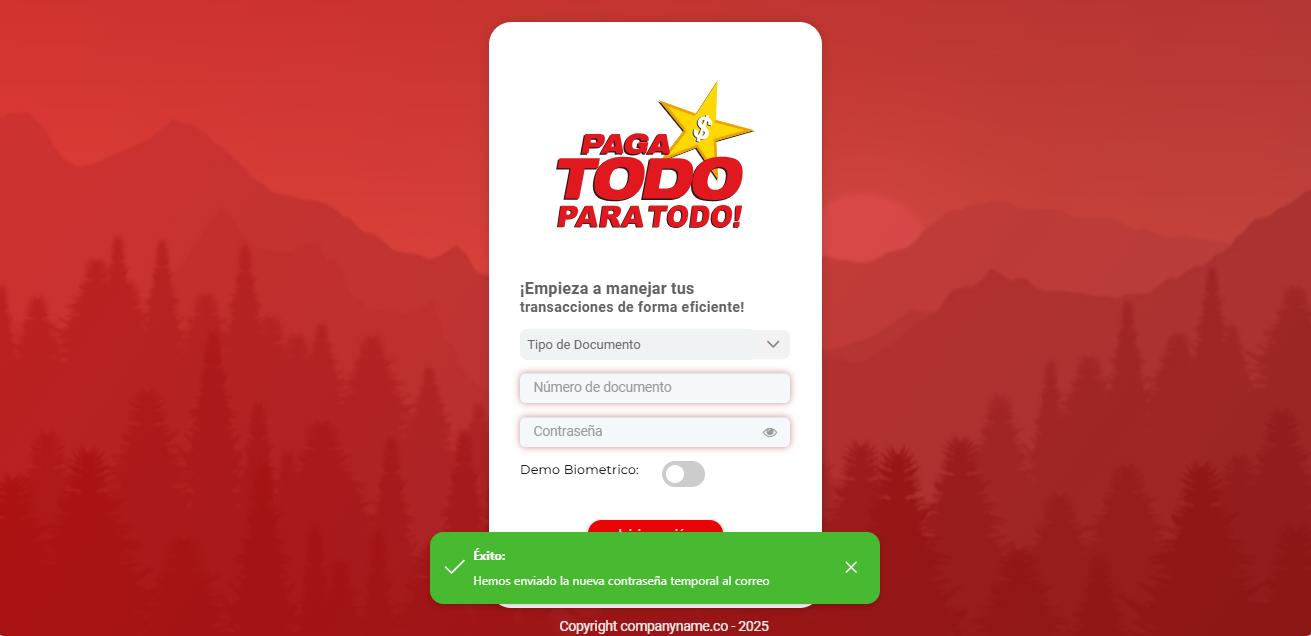 $
PAGA
TODO
PARA TODO!
¡Empieza a manejar tus
transacciones de forma eficiente!
Tipo de Documento
Número de documento
Contraseña
Demo Biometrico:
Éxito:
Hemos enviado la nueva contraseña temporal al correo
Copyright companyname.co - 2025